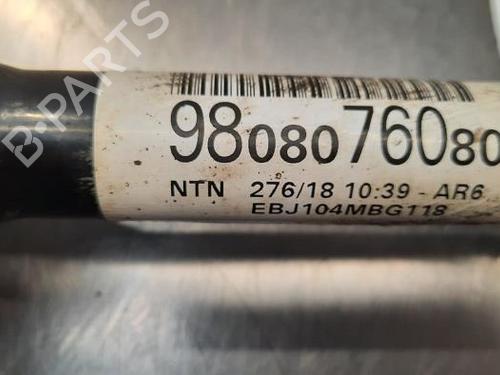 B-PARTS
9808076080
NTN 276/18 10:39 - AR6
EBJ104MBG118